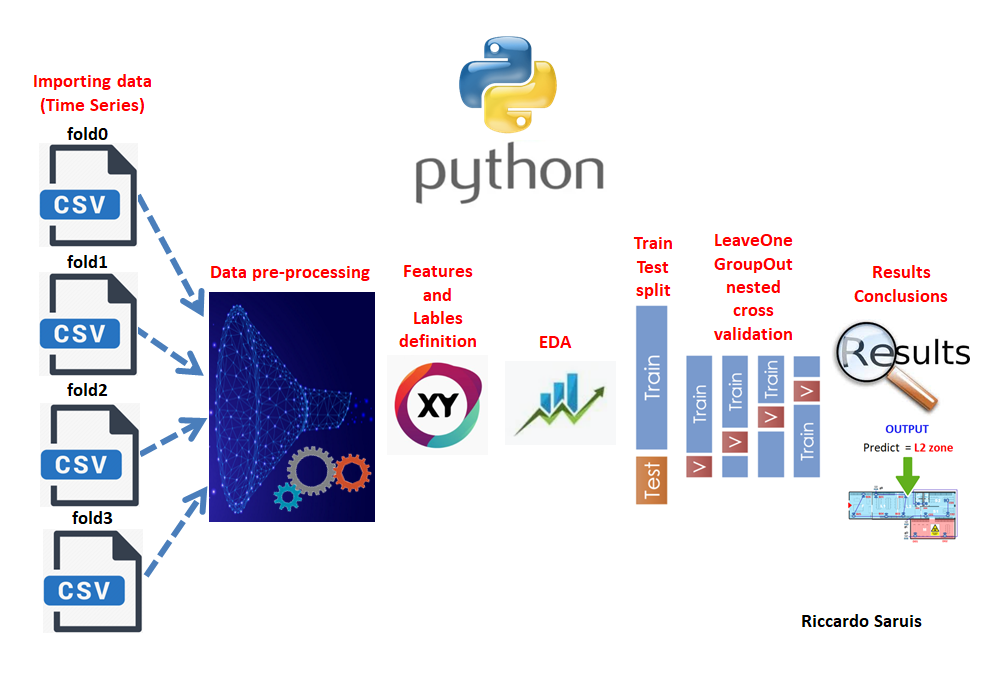 python
Importing data
(Time Series)
fold0
CSV
fold1
CSV
fold2
CSV
fold3
CSV
Data pre-processing
Features
and
Lables
definition
XY
EDA
Train
Test
split
Train
Test
LeaveOne
GroupOut
nested
cross
validation
Train
V
Train
V
Train
V
V
Train
Results
Conclusions
Results
OUTPUT
Predict = L2 zone
Riccardo Saruis